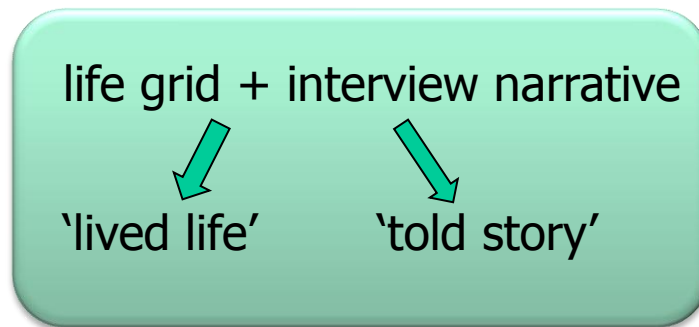 life grid + interview narrative
‘lived life’ ‘told story’